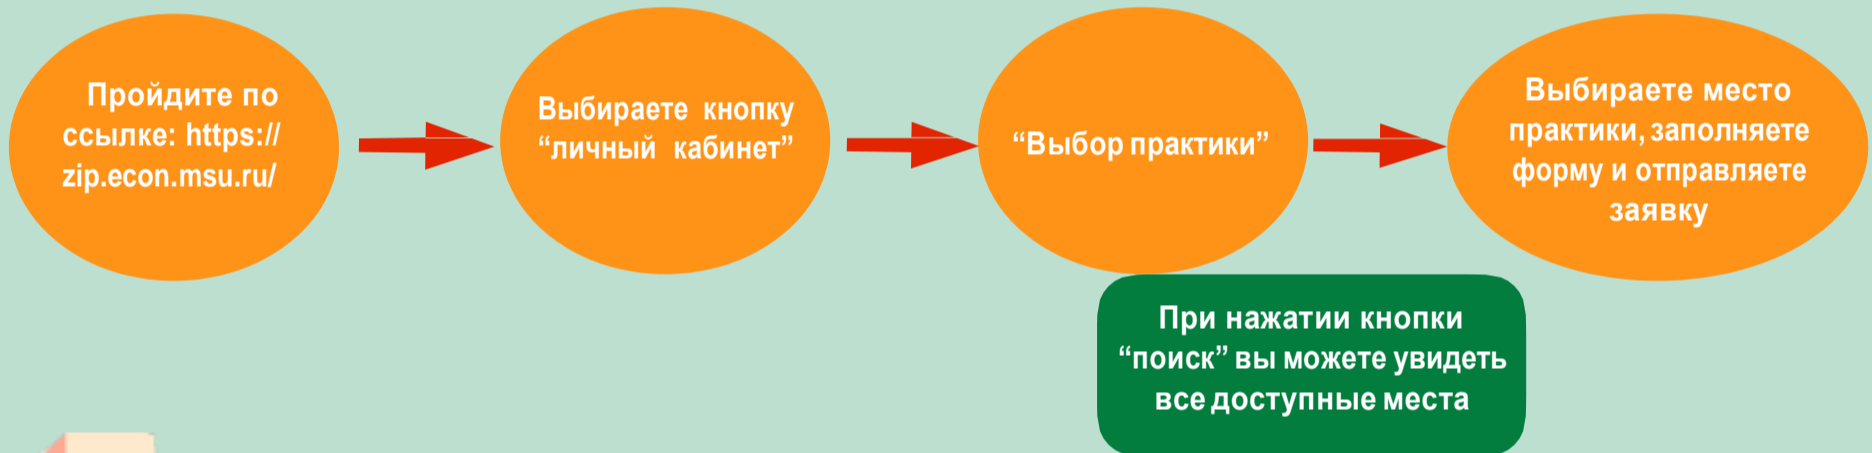 Пройдите по
ссылке: https://
zip.econ.msu.ru/
Выбираете кнопку
“личный кабинет”
“Выбор практики”
Выбираете место
практики, заполняете
форму и отправляете
заявку
При нажатии кнопки
“поиск” вы можете увидеть
все доступные места